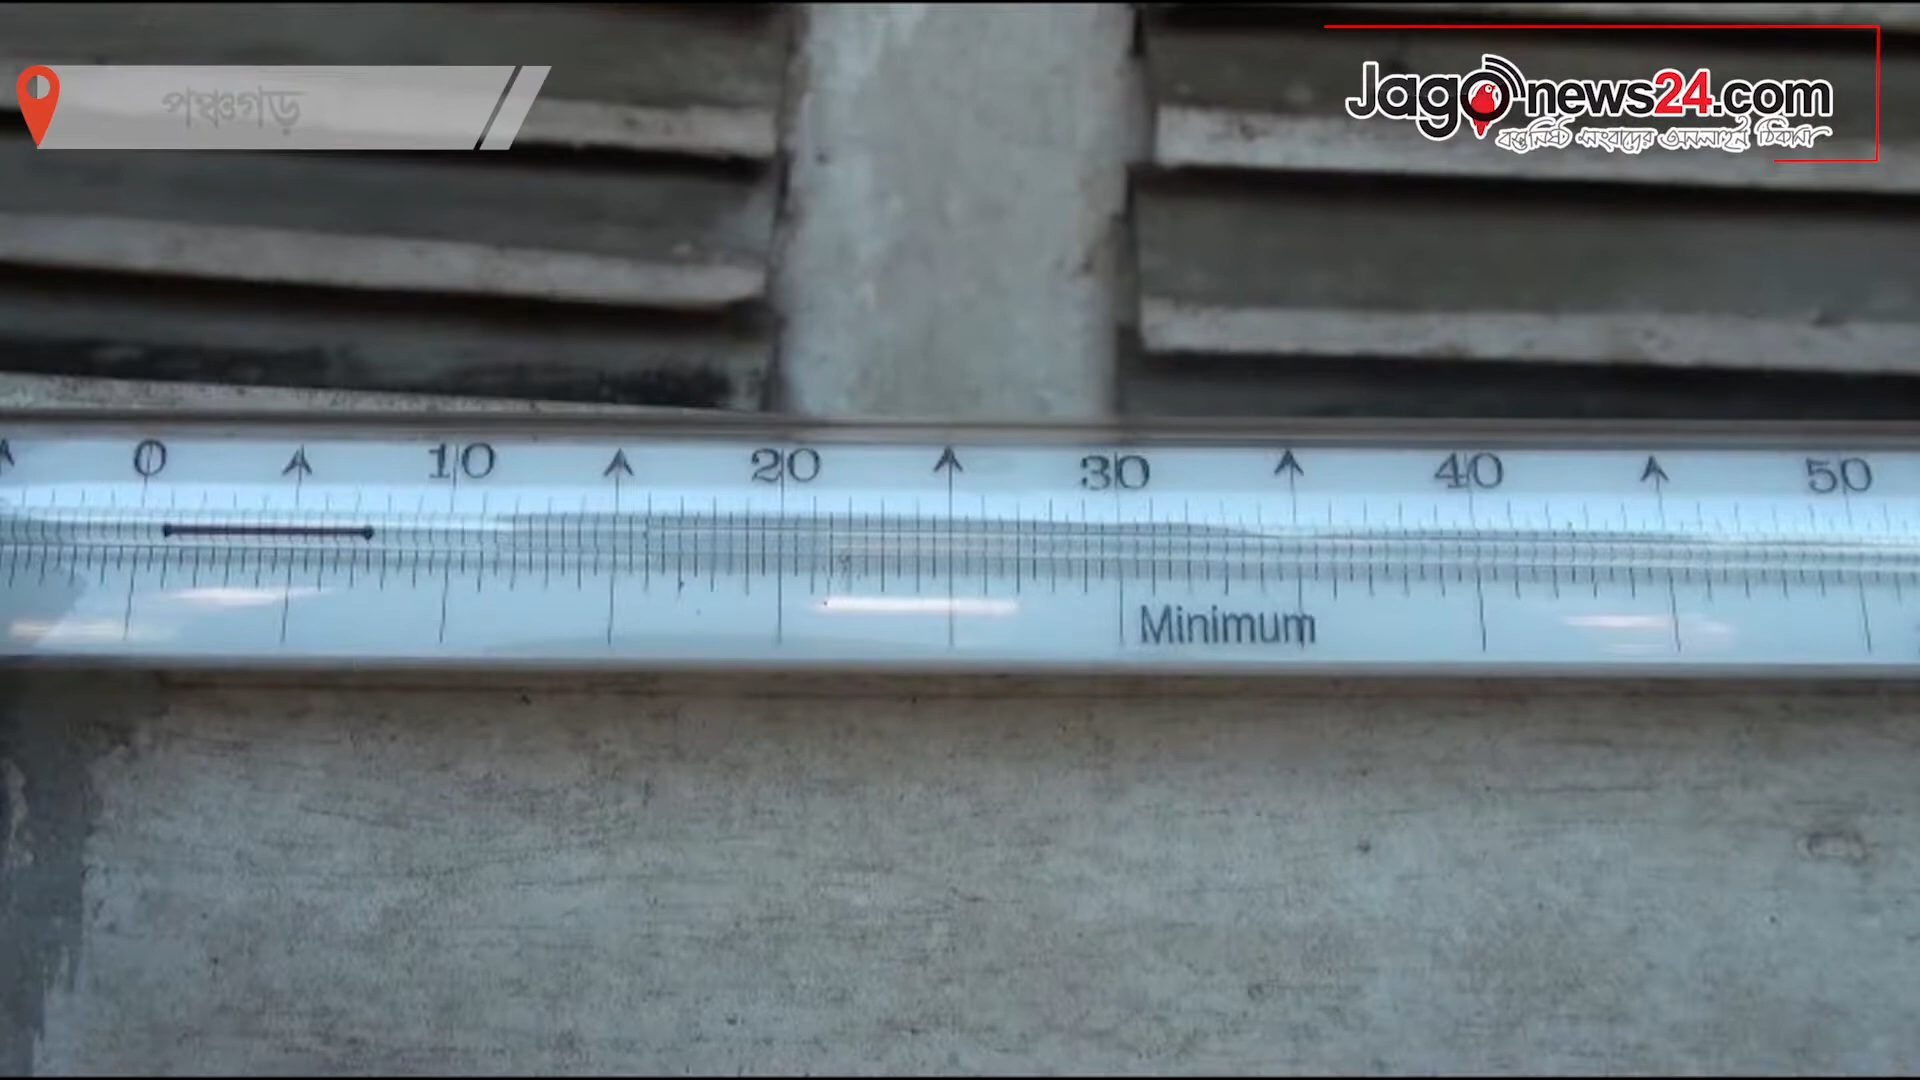 পঞ্চগড়
Jagonews24.com
বস্তুনিষ্ঠ সংবাদের অনলাইন ঠিকানা
0 10 20 30 40 50
Minimum